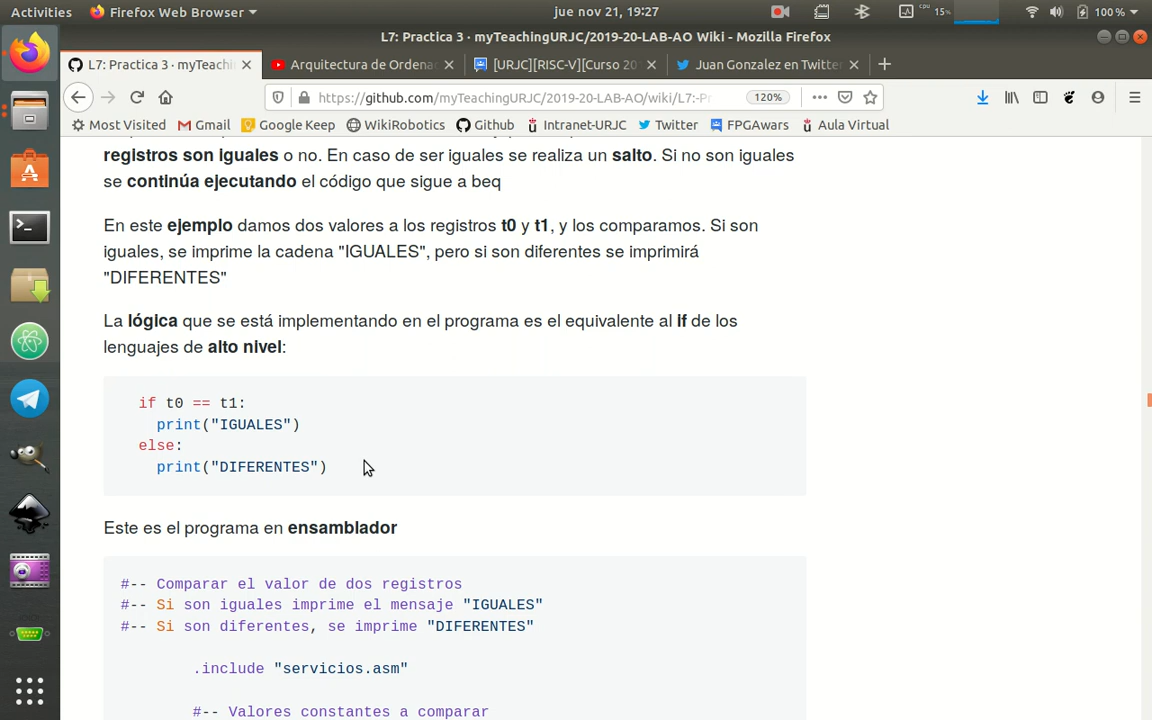 Activities Firefox Web Browser jue nov 21, 19:27 cpu 15% 100%
L7: Practica 3 · myTeachingURJC/2019-20-LAB-AO Wiki - Mozilla Firefox
L7: Practica 3 · myTeachi Arquitectura de Ordena [URJC][RISC-V][Curso 20 Juan Gonzalez en Twitter
https://github.com/myTeachingURJC/2019-20-LAB-AO/wiki/L7:-Pr 120%
Most Visited Gmail Google Keep WikiRobotics Github Intranet-URJC Twitter FPGAwars Aula Virtual
registros son iguales o no. En caso de ser iguales se realiza un salto. Si no son iguales
se continúa ejecutando el código que sigue a beq
En este ejemplo damos dos valores a los registros t0 y t1, y los comparamos. Si son
iguales, se imprime la cadena "IGUALES", pero si son diferentes se imprimirá
"DIFERENTES"
La lógica que se está implementando en el programa es el equivalente al if de los
lenguajes de alto nivel:
if t0 == t1:
print("IGUALES")
else:
print("DIFERENTES")
Este es el programa en ensamblador
#-- Comparar el valor de dos registros
#-- Si son iguales imprime el mensaje "IGUALES"
#-- Si son diferentes, se imprime "DIFERENTES"
.include "servicios.asm"
#-- Valores constantes a comparar